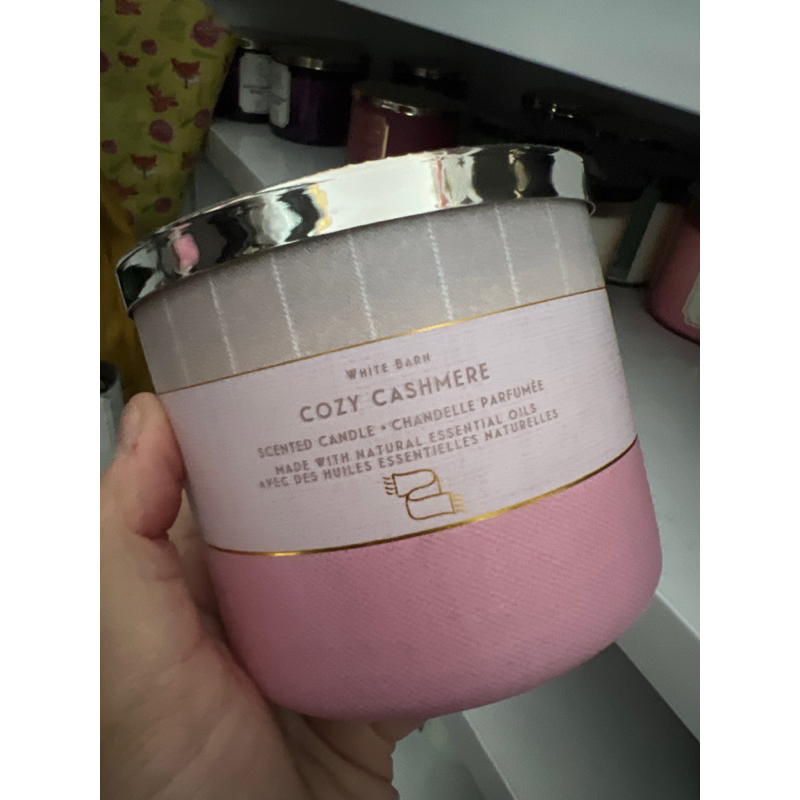 WHITE BARN
COZY CASHMERE
SCENTED CANDLE • CHANDELLE PARFUMÉE
MADE WITH NATURAL ESSENTIAL OILS
AVEC DES HUILES ESSENTIELLES NATURELLES